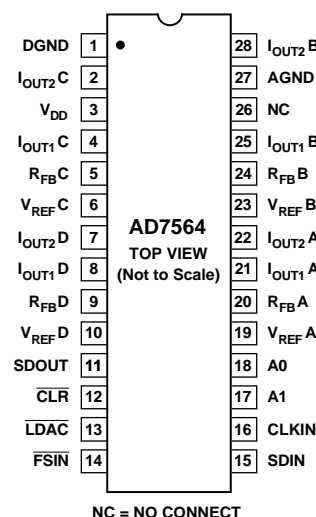 DGND 1 28 IOUT2B
IOUT2C 2 27 AGND
VDD 3 26 NC
IOUT1C 4 25 IOUT1B
RFBC 5 24 RFBB
VREFC 6 23 VREFB
IOUT2D 7 22 IOUT2A
IOUT1D 8 21 IOUT1A
RFBD 9 20 RFBA
VREFD 10 19 VREFA
SDOUT 11 18 A0
CLR 12 17 A1
LDAC 13 16 CLKIN
FSIN 14 15 SDIN
AD7564
TOP VIEW
(Not to Scale)
NC = NO CONNECT